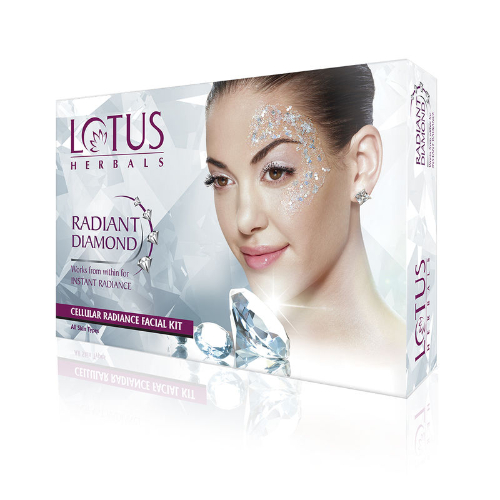 LOTUS
HERBALS
RADIANT
DIAMOND
Works from within for
INSTANT RADIANCE
CELLULAR RADIANCE FACIAL KIT
All Skin Types
RADIANT
DIAMOND
LOTUS
HERBALS